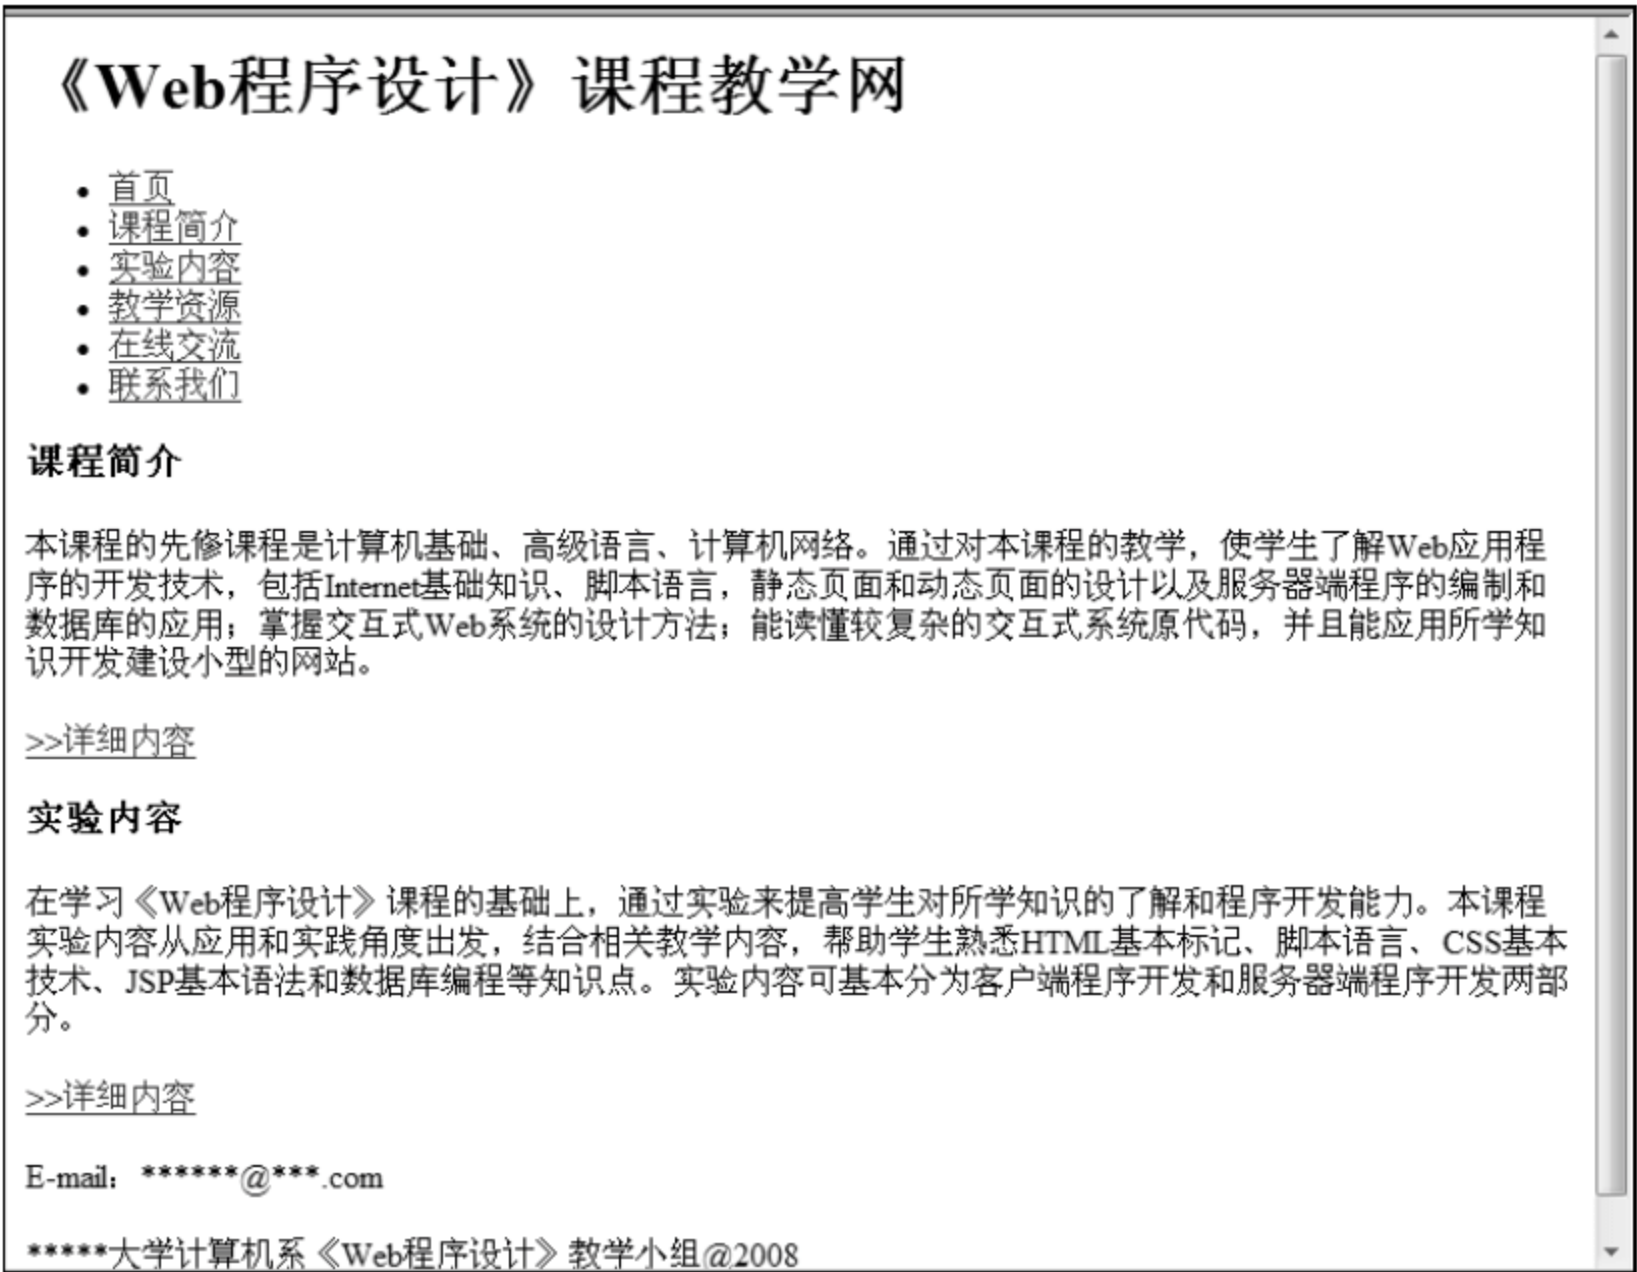 《Web程序设计》课程教学网
• 首页
• 课程简介
• 实验内容
• 教学资源
• 在线交流
• 联系我们
课程简介
本课程的先修课程是计算机基础、高级语言、计算机网络。通过对本课程的教学，使学生了解Web应用程
序的开发技术，包括Internet基础知识、脚本语言，静态页面和动态页面的设计以及服务器端程序的编制和
数据库的应用；掌握交互式Web系统的设计方法；能读懂较复杂的交互式系统原代码，并且能应用所学知
识开发建设小型的网站。
>>详细内容
实验内容
在学习《Web程序设计》课程的基础上，通过实验来提高学生对所学知识的了解和程序开发能力。本课程
实验内容从应用和实践角度出发，结合相关教学内容，帮助学生熟悉HTML基本标记、脚本语言、CSS基本
技术、JSP基本语法和数据库编程等知识点。实验内容可基本分为客户端程序开发和服务器端程序开发两部
分。
>>详细内容
E-mail：******@***.com
*****大学计算机系《Web程序设计》教学小组@2008